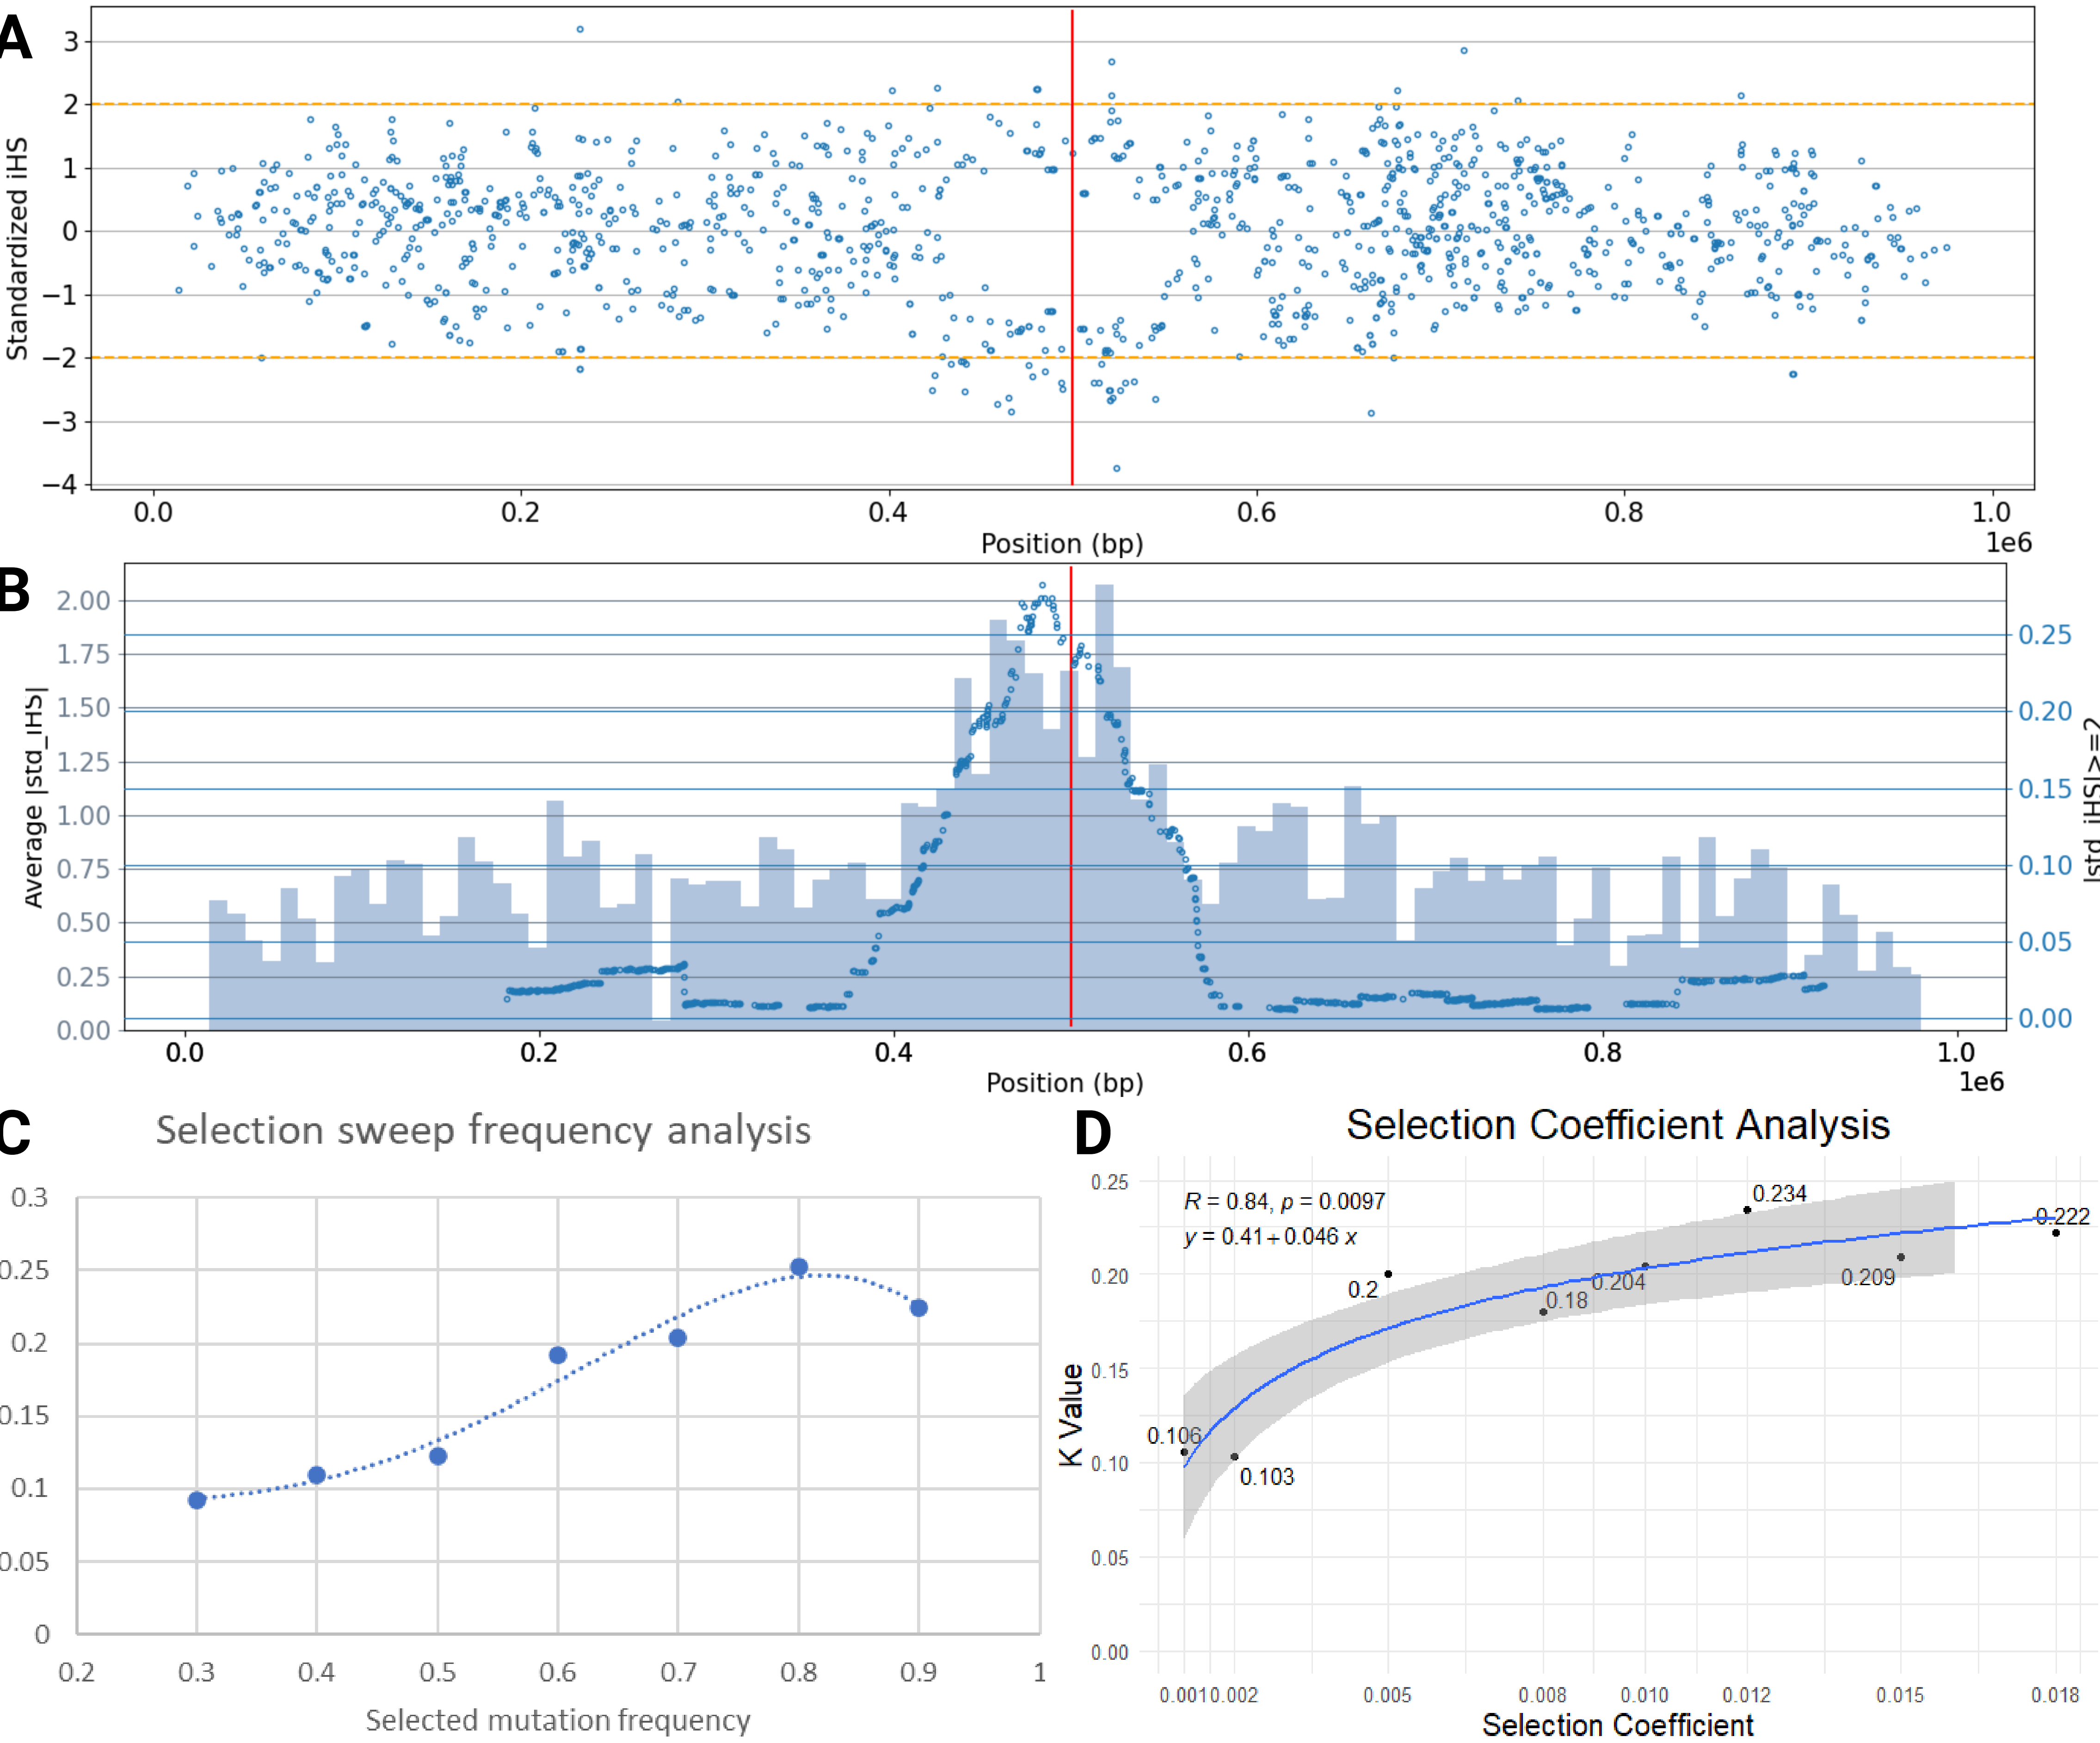 A
Standardized iHS
3
2
1
0
−1
−2
−3
−4
0.0 0.2 0.4 0.6 0.8 1.0
Position (bp)
1e6
B
Average |std_iHS|
2.00
1.75
1.50
1.25
1.00
0.75
0.50
0.25
0.00
0.25
0.20
0.15
0.10
0.05
0.00
|std_iHS|>=2
0.0 0.2 0.4 0.6 0.8 1.0
Position (bp)
1e6
C
Selection sweep frequency analysis
0.3
0.25
0.2
0.15
0.1
0.05
0
0.2 0.3 0.4 0.5 0.6 0.7 0.8 0.9 1
Selected mutation frequency
D
Selection Coefficient Analysis
K Value
0.25
0.20
0.15
0.10
0.05
0.00
R = 0.84, p = 0.0097
y = 0.41+0.046 x
0.106
0.103
0.2
0.18
0.204
0.234
0.209
0.222
0.001 0.002 0.005 0.008 0.010 0.012 0.015 0.018
Selection Coefficient